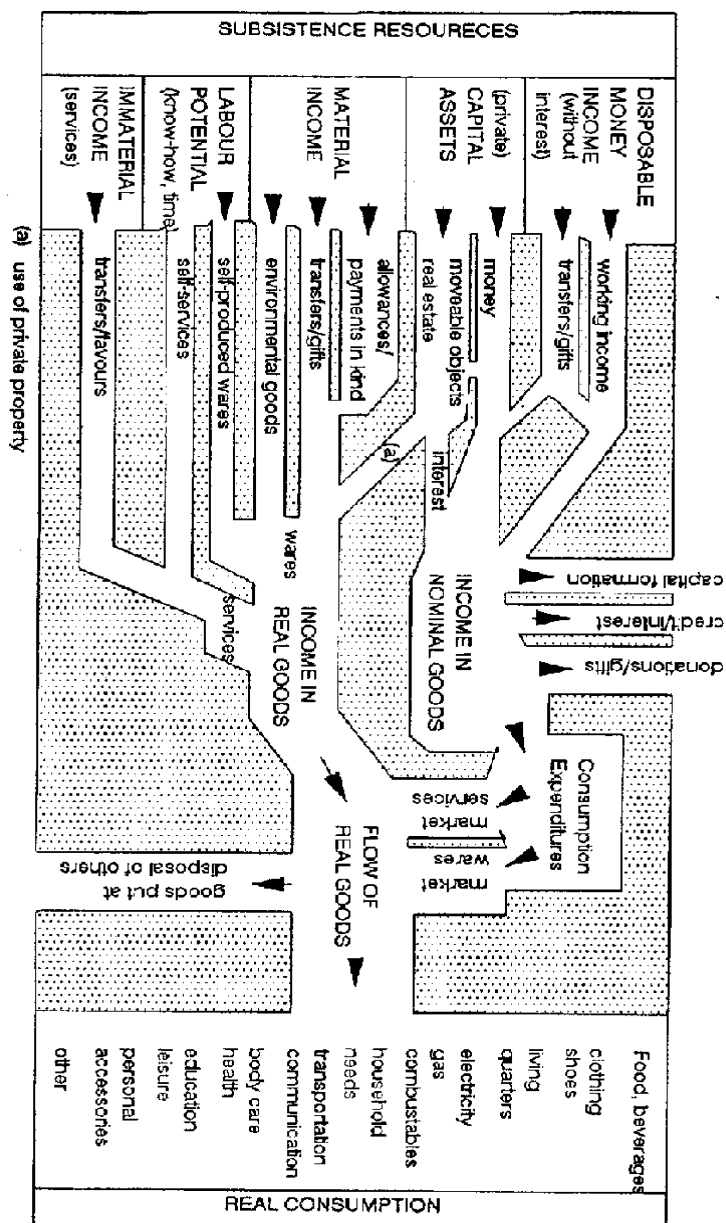 SUBSISTENCE RESOURECES
DISPOSABLE
MONEY
INCOME
(without
interest)
(private)
CAPITAL
ASSETS
MATERIAL
INCOME
LABOUR
POTENTIAL
(know-how, time)
IMMATERIAL
INCOME
(services)
working income
transfers/gifts
money
moveable objects
real estate
allowances/
payments in kind
transfers/gifts
environmental goods
self-produced wares
self-services
transfers/favours
(a)
interest
wares
services
INCOME IN
NOMINAL GOODS
INCOME IN
REAL GOODS
capital formation
credit/interest
donations/gifts
Consumption
Expenditures
market
services
market
wares
FLOW OF
REAL GOODS
goods put at
disposal of others
Food, beverages
clothing
shoes
living
quarters
electricity
gas
combustables
household
needs
transportation
communication
body care
health
education
leisure
personal
accessories
other
REAL CONSUMPTION
(a) use of private property